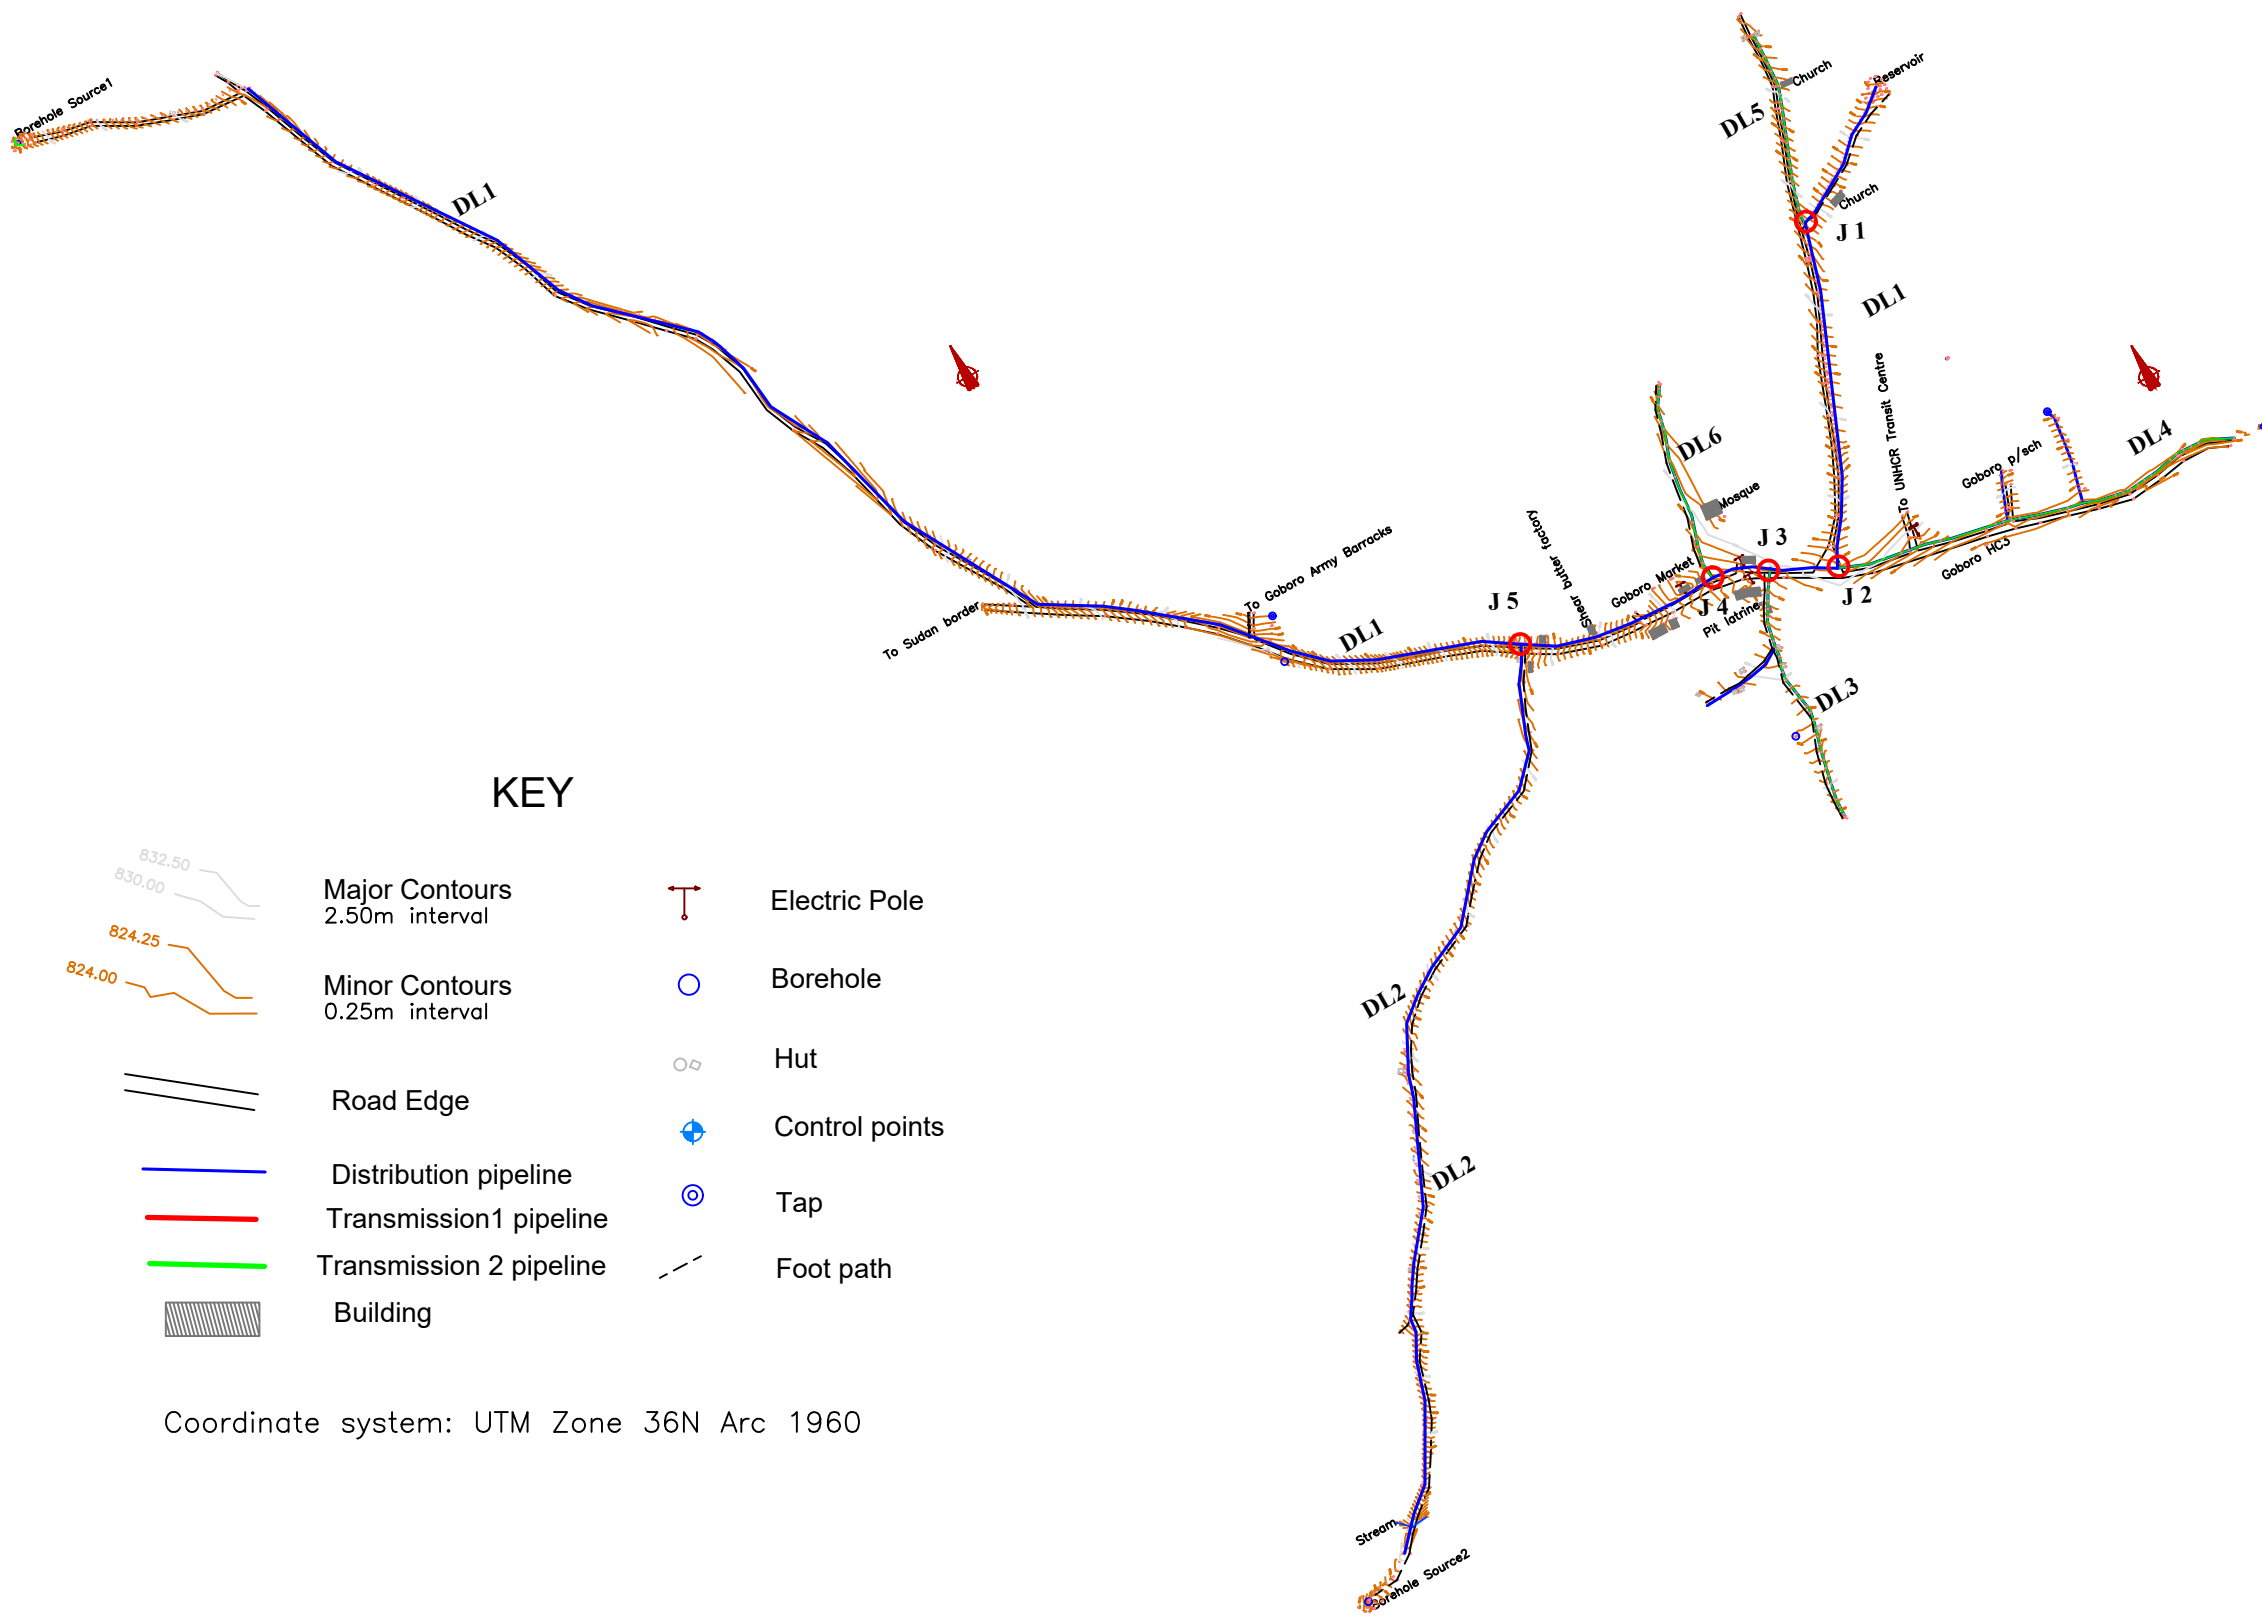 Borehole Source1
DL1
Church
Reservoir
DL5
Church
J 1
DL1
To UNHCR Transit Centre
DL6
Mosque
Goboro p/sch
DL4
Goboro HC3
J 3
J 2
Shear butter factory
Goboro Market
J 4
Pit latrine
To Goboro Army Barracks
J 5
To Sudan border
DL1
DL3
DL2
DL2
Stream
Borehole Source2
KEY
832.50
830.00
Major Contours
2.50m interval
824.25
824.00
Minor Contours
0.25m interval
Road Edge
Distribution pipeline
Transmission1 pipeline
Transmission 2 pipeline
Building
Electric Pole
Borehole
Hut
Control points
Tap
Foot path
Coordinate system: UTM Zone 36N Arc 1960